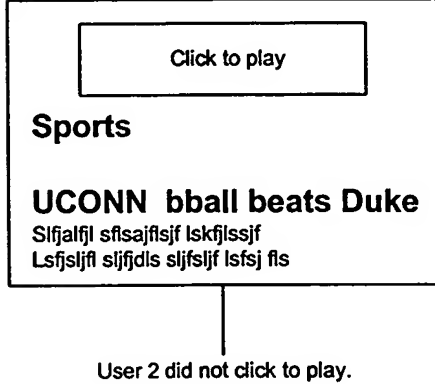 Click to play
Sports
UCONN bball beats Duke
Slfjalfjl sflsajflsjf lskfjlssjf
Lsfjsljfl sljfjdls sljfsljf lsfsj fls
User 2 did not click to play.